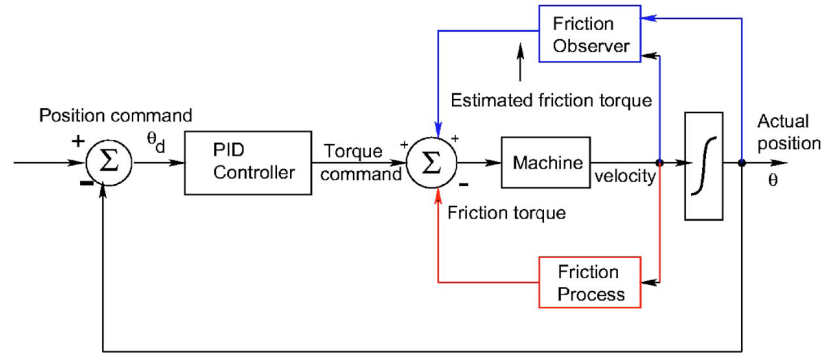 Friction
Observer
Estimated friction torque
Position command
+
θd
−
Σ
PID
Controller
Torque
command
+
+
Σ
−
Machine
velocity
∫
Actual
position
θ
Friction torque
Friction
Process